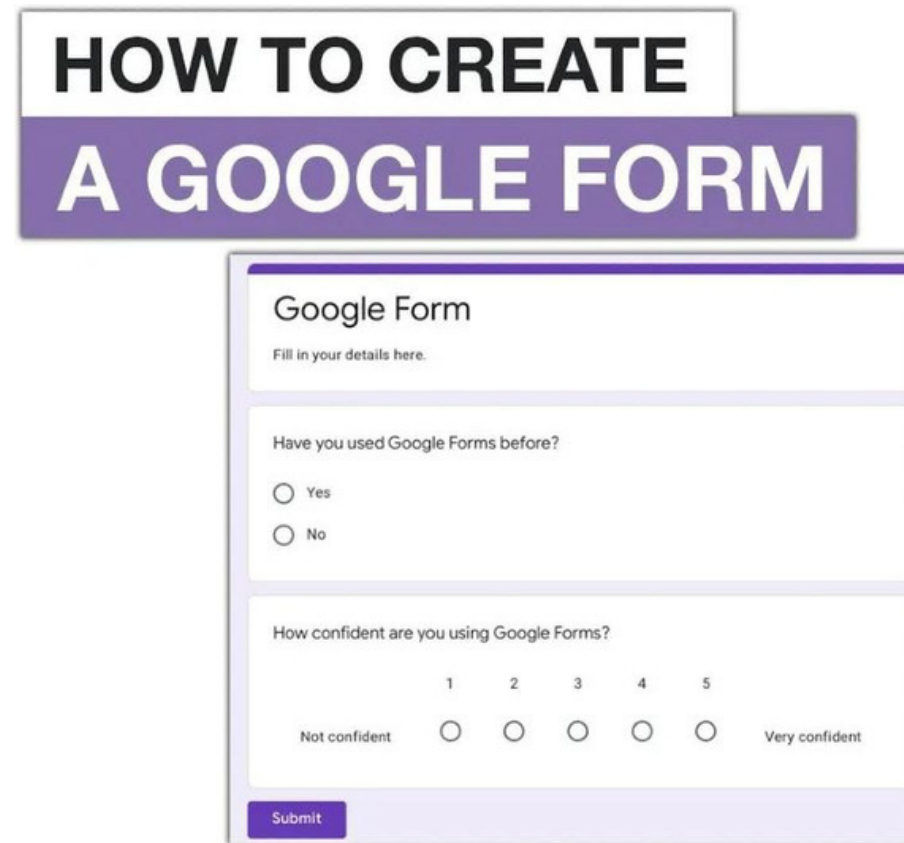 HOW TO CREATE
A GOOGLE FORM
Google Form
Fill in your details here.
Have you used Google Forms before?
Yes
No
How confident are you using Google Forms?
1 2 3 4 5
Not confident Very confident
Submit